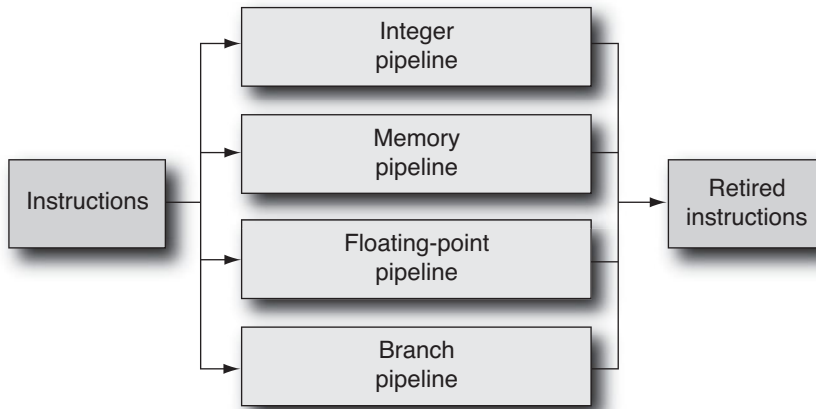 Instructions
Integer
pipeline
Memory
pipeline
Floating-point
pipeline
Branch
pipeline
Retired
instructions